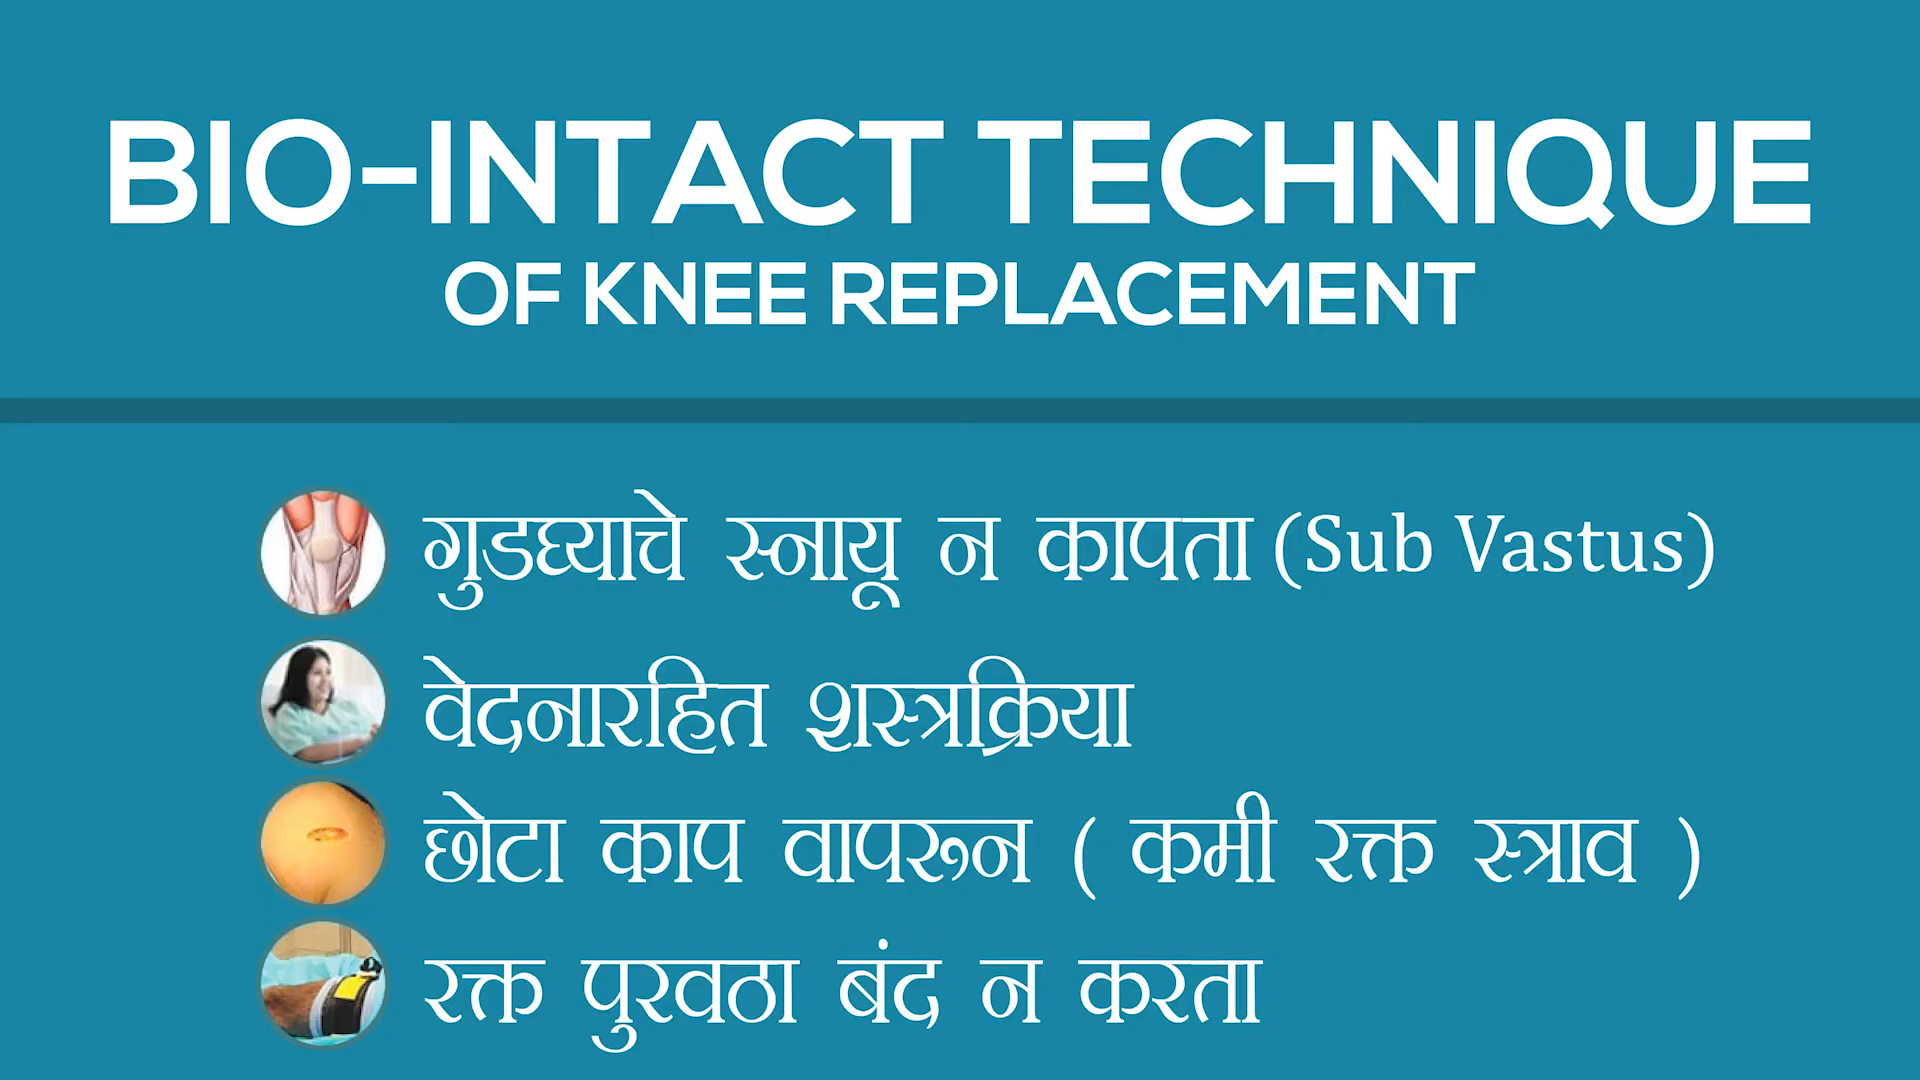 BIO-INTACT TECHNIQUE
OF KNEE REPLACEMENT
गुडघ्याचे स्नायू न कापता (Sub Vastus)
वेदनारहित शस्त्रक्रिया
छोटा काप वापरून ( कमी रक्त स्त्राव )
रक्त पुरवठा बंद न करता